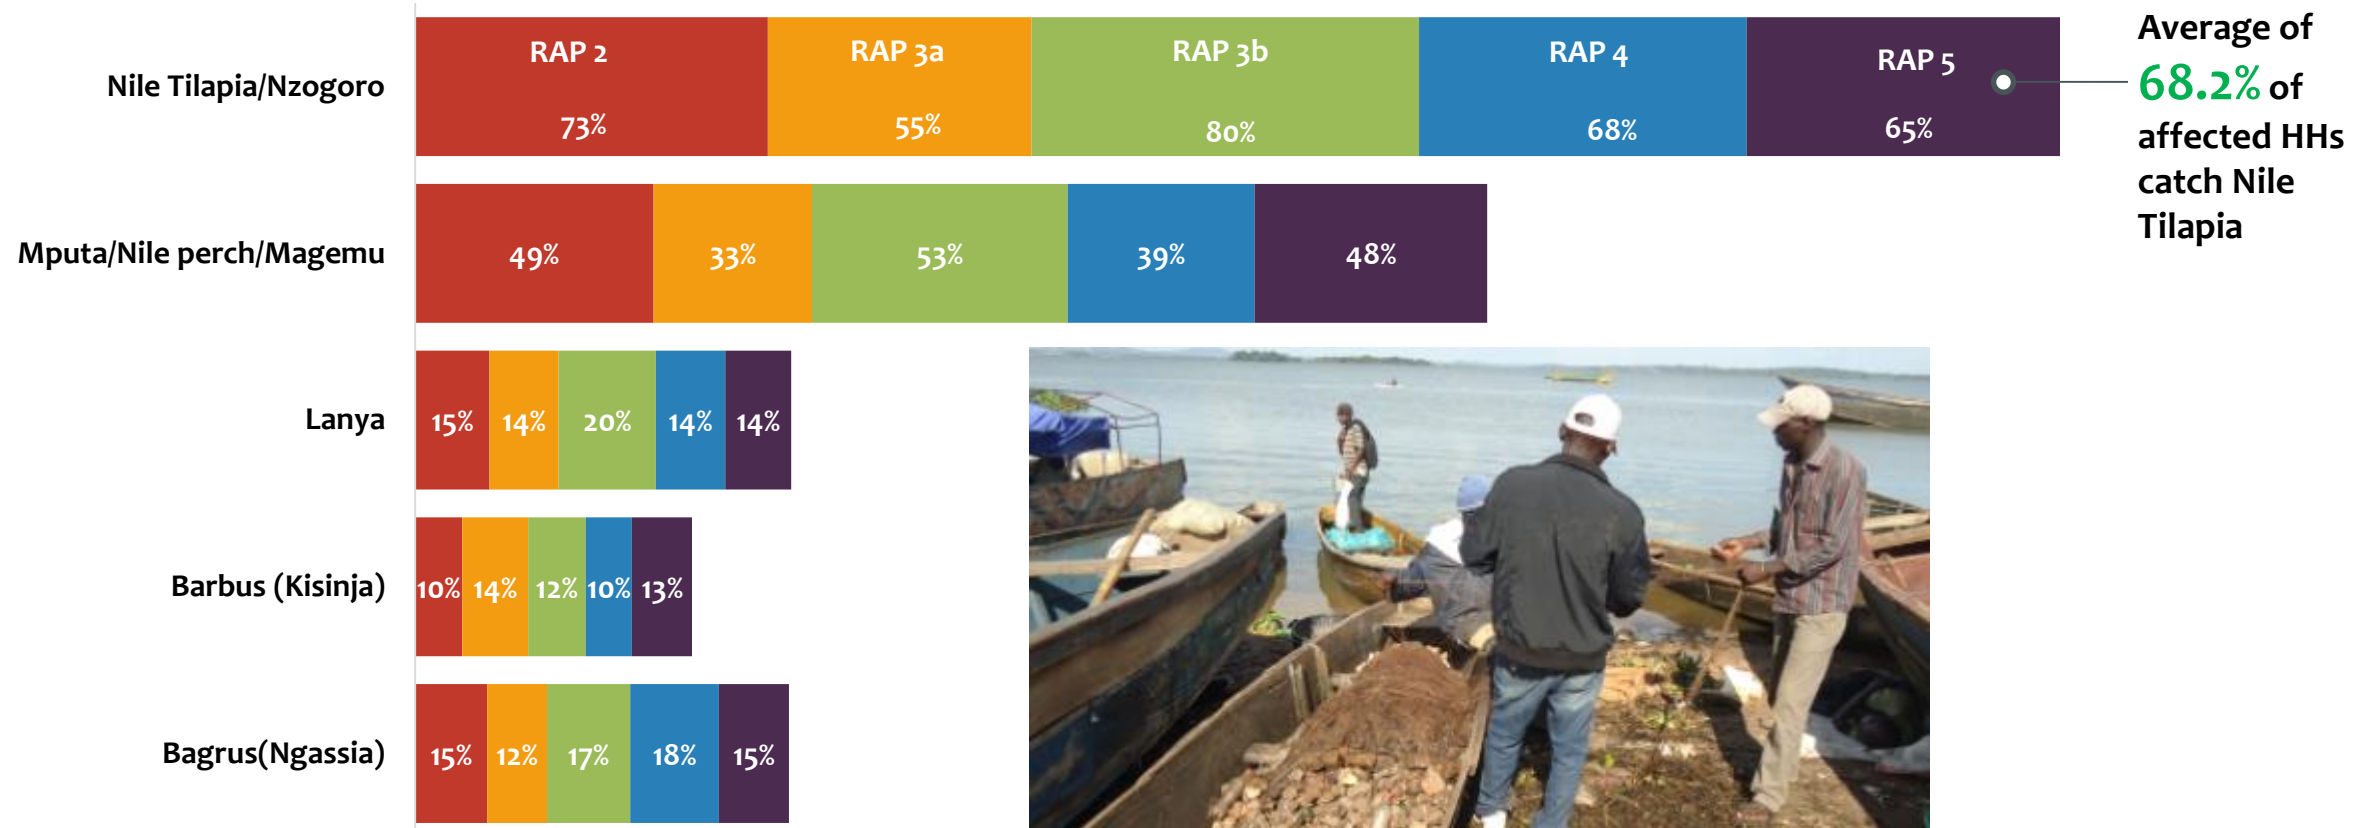 RAP 2
RAP 3a
RAP 3b
RAP 4
RAP 5
Nile Tilapia/Nzogoro
73%
55%
80%
68%
65%
Average of
68.2% of
affected HHs
catch Nile
Tilapia
Mputa/Nile perch/Magemu
49%
33%
53%
39%
48%
Lanya
15%
14%
20%
14%
14%
Barbus (Kisinja)
10%
14%
12%
10%
13%
Bagrus(Ngassia)
15%
12%
17%
18%
15%